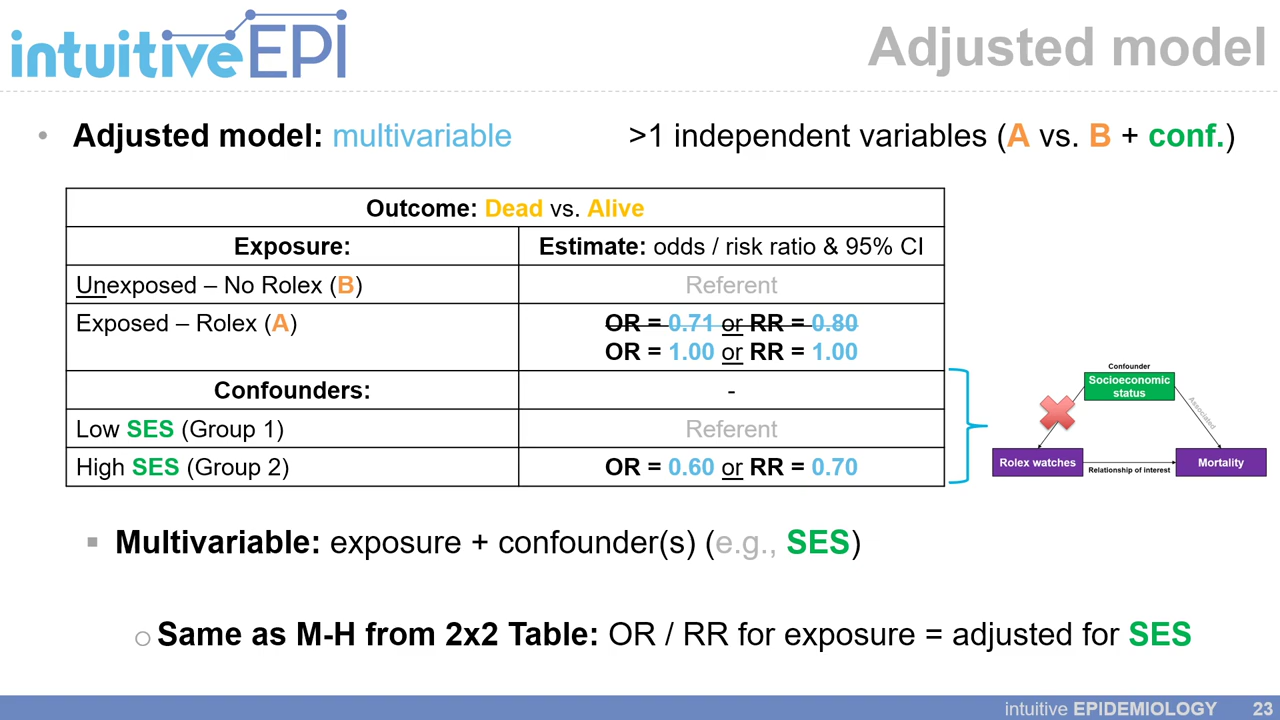 intuitiveEPI
Adjusted model
• Adjusted model: multivariable >1 independent variables (A vs. B + conf.)
Outcome: Dead vs. Alive
Exposure: Estimate: odds / risk ratio & 95% CI
Unexposed – No Rolex (B) Referent
Exposed – Rolex (A) OR = 0.71 or RR = 0.80
OR = 1.00 or RR = 1.00
Confounders: -
Low SES (Group 1) Referent
High SES (Group 2) OR = 0.60 or RR = 0.70
Confounder
Socioeconomic
status
Associated
Rolex watches
Relationship of interest
Mortality
▪ Multivariable: exposure + confounder(s) (e.g., SES)
○ Same as M-H from 2x2 Table: OR / RR for exposure = adjusted for SES
intuitive EPIDEMIOLOGY 23